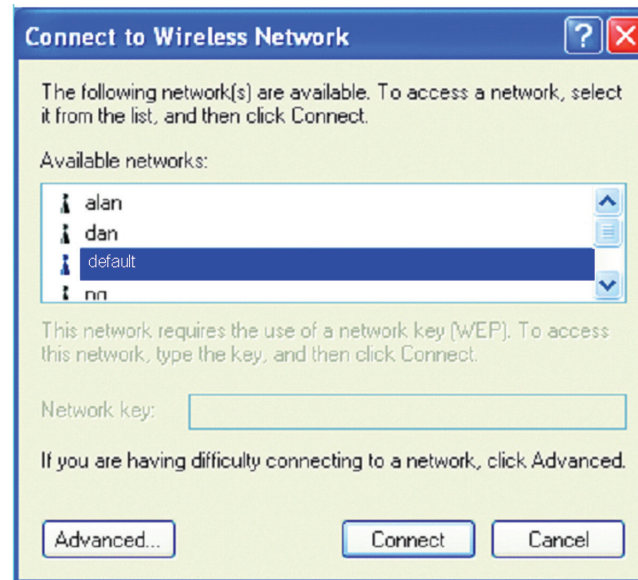 Connect to Wireless Network
The following network(s) are available. To access a network, select
it from the list, and then click Connect.
Available networks:
alan
dan
default
This network requires the use of a network key (WEP). To access
this network, type the key, and then click Connect.
Network key:
If you are having difficulty connecting to a network, click Advanced.
Advanced...
Connect
Cancel